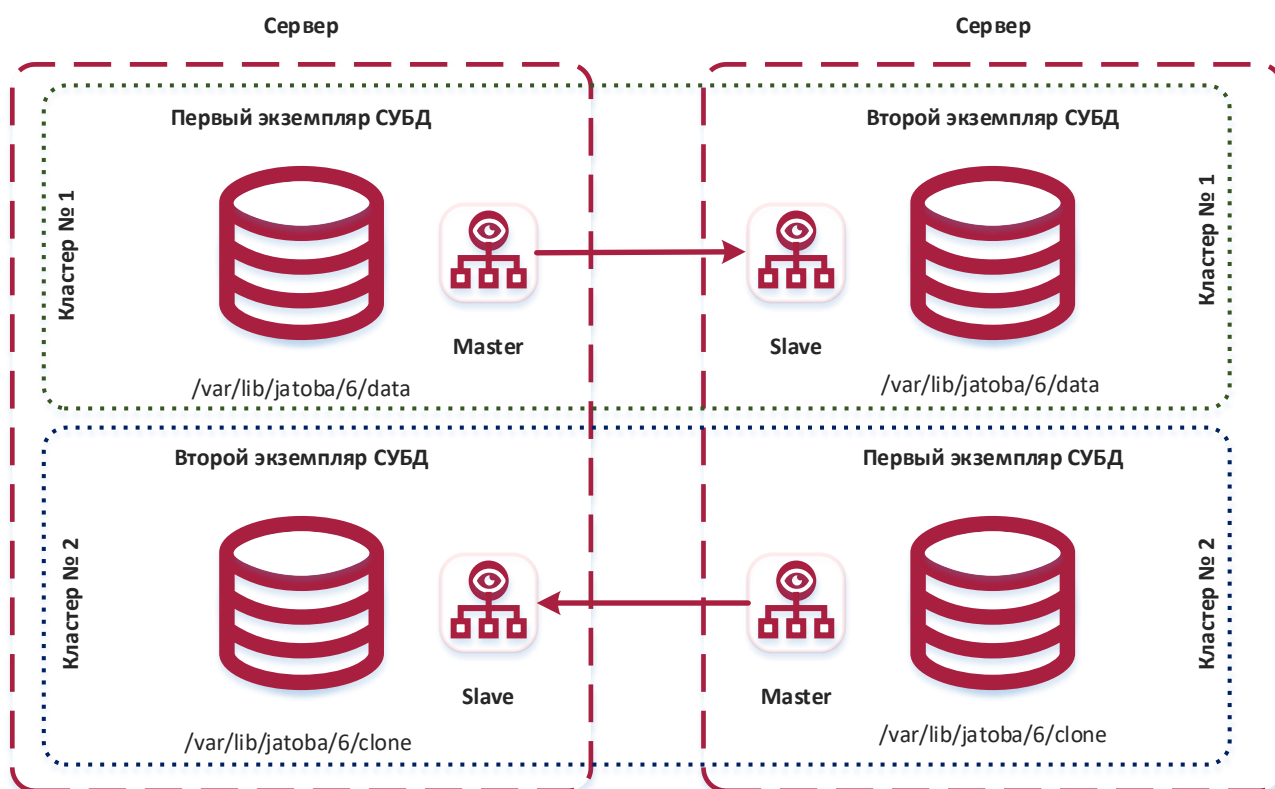 Сервер
Сервер
Первый экземпляр СУБД
Второй экземпляр СУБД
Кластер № 1
Кластер № 1
Master
Slave
/var/lib/jatoba/6/data
/var/lib/jatoba/6/data
Второй экземпляр СУБД
Первый экземпляр СУБД
Кластер № 2
Кластер № 2
Slave
Master
/var/lib/jatoba/6/clone
/var/lib/jatoba/6/clone